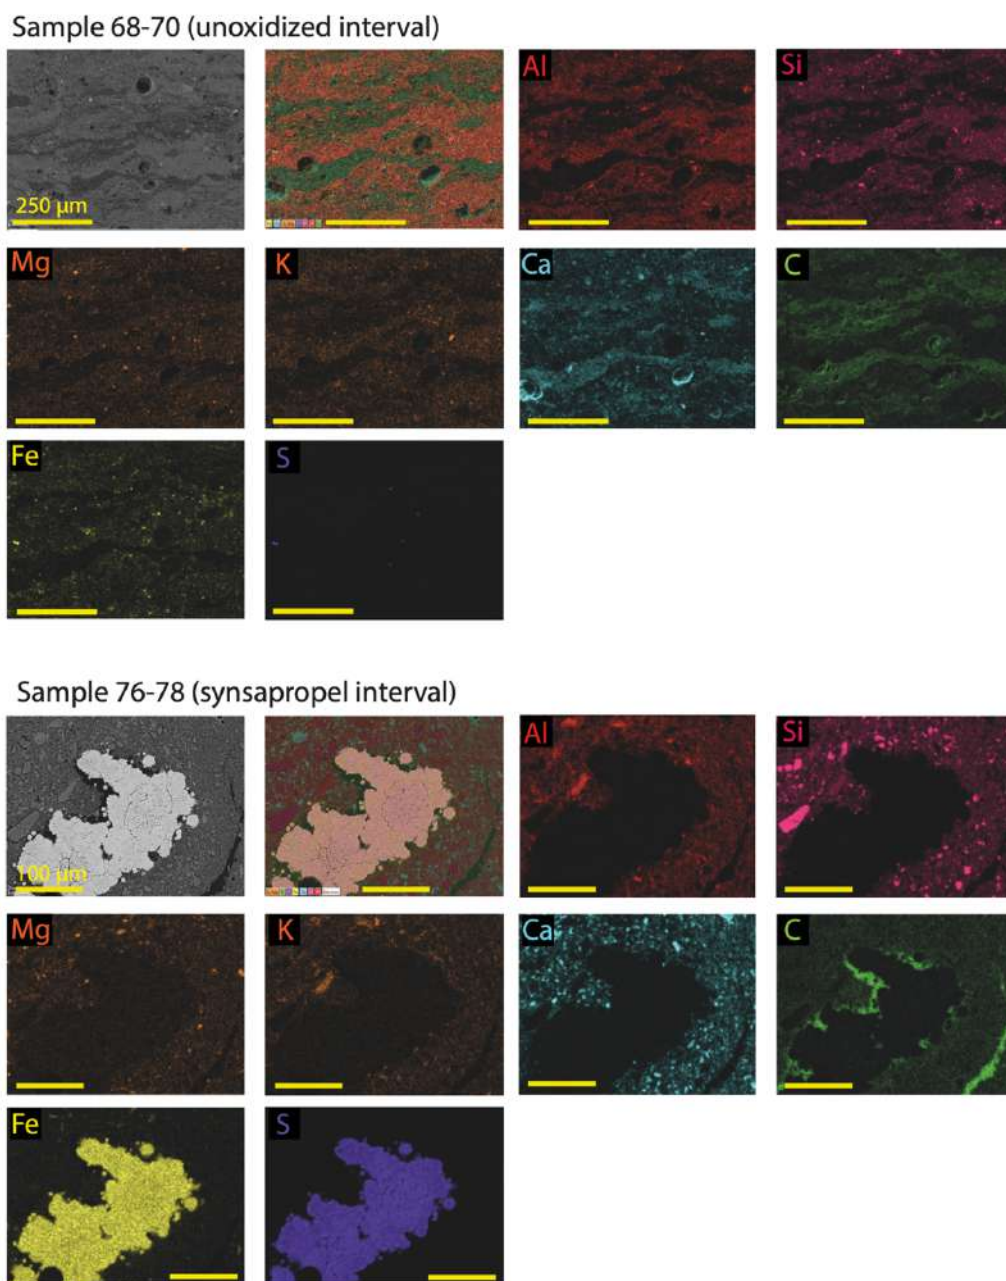 Sample 68-70 (unoxidized interval)
250 µm
Al
Si
Mg
K
Ca
C
Fe
S
Sample 76-78 (synsapropel interval)
100 µm
Al
Si
Mg
K
Ca
C
Fe
S